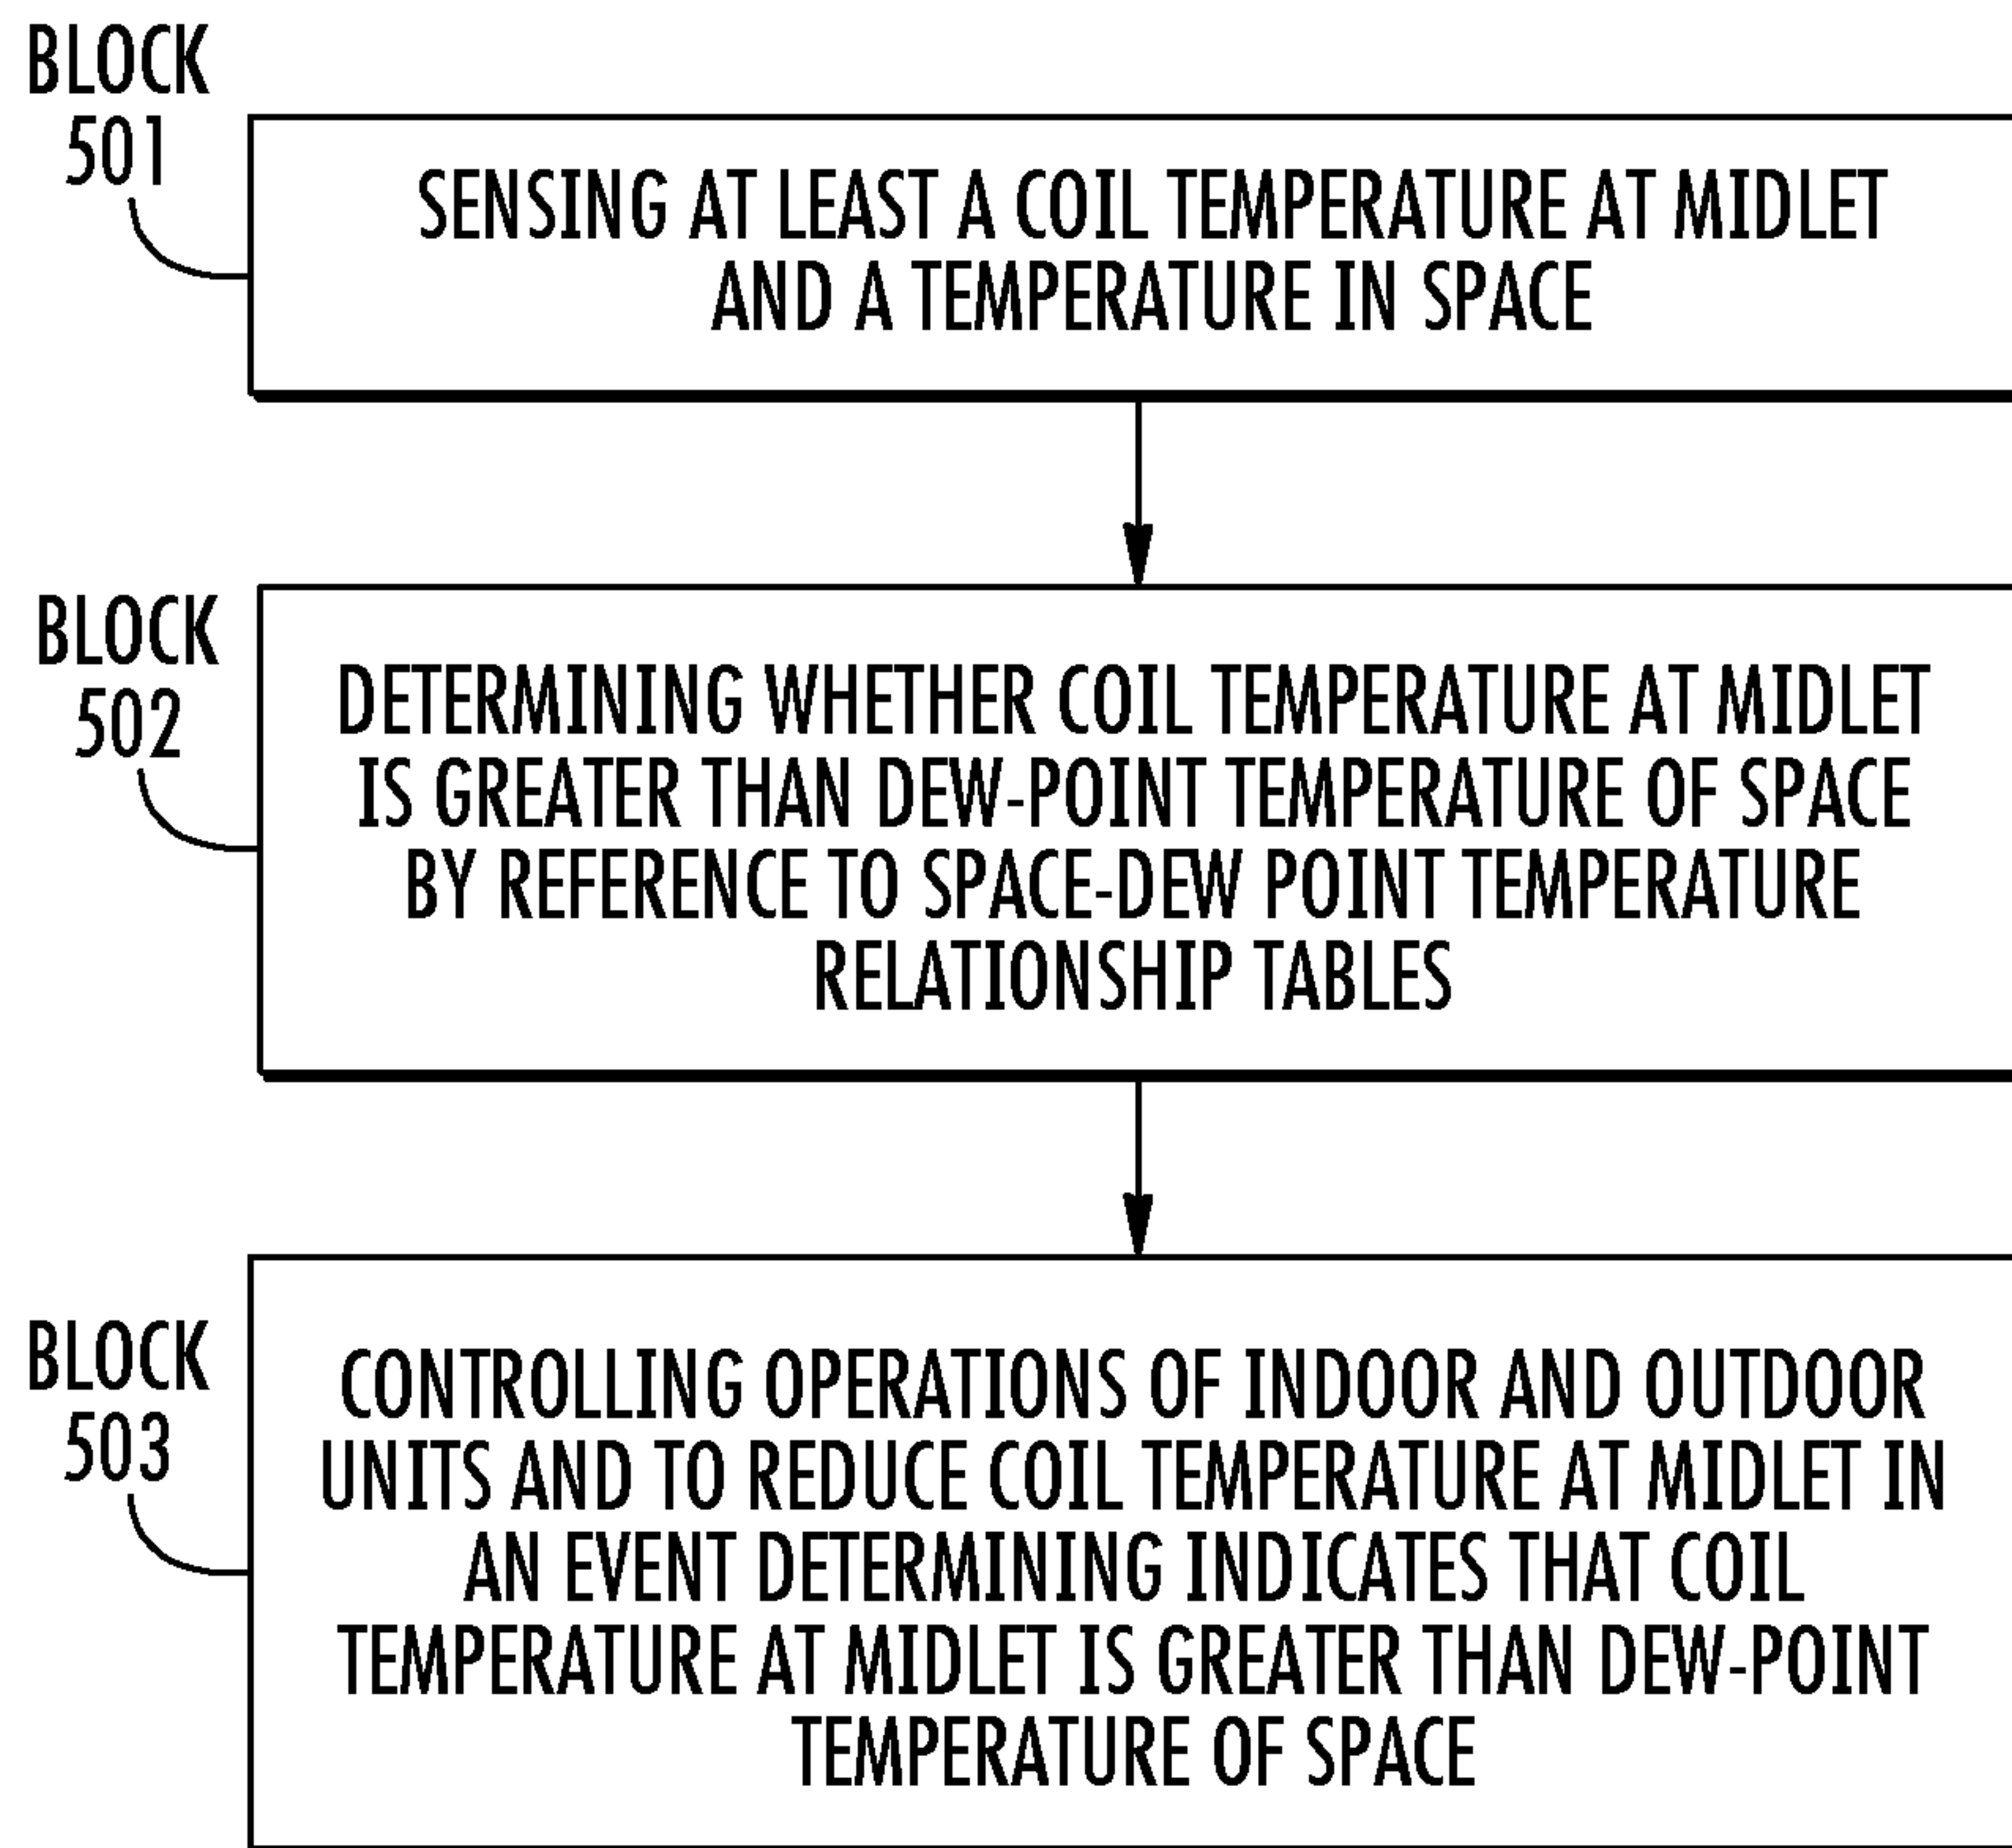 BLOCK
501
SENSING AT LEAST A COIL TEMPERATURE AT MIDLET
AND A TEMPERATURE IN SPACE
BLOCK
502
DETERMINING WHETHER COIL TEMPERATURE AT MIDLET
IS GREATER THAN DEW-POINT TEMPERATURE OF SPACE
BY REFERENCE TO SPACE-DEW POINT TEMPERATURE
RELATIONSHIP TABLES
BLOCK
503
CONTROLLING OPERATIONS OF INDOOR AND OUTDOOR
UNITS AND TO REDUCE COIL TEMPERATURE AT MIDLET IN
AN EVENT DETERMINING INDICATES THAT COIL
TEMPERATURE AT MIDLET IS GREATER THAN DEW-POINT
TEMPERATURE OF SPACE